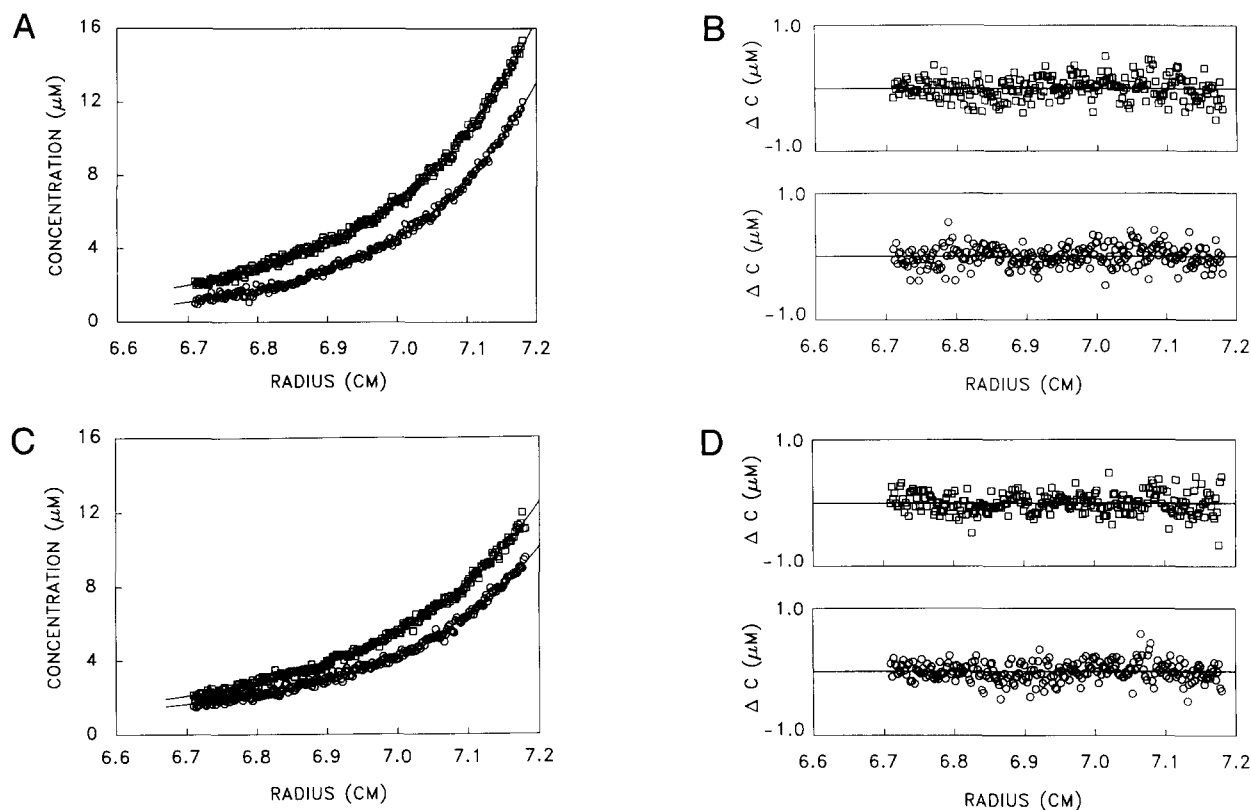 A
CONCENTRATION (μM)
16
12
8
4
0
6.6 6.7 6.8 6.9 7.0 7.1 7.2
RADIUS (CM)
B
Δ C (μM)
1.0
-1.0
Δ C (μM)
1.0
-1.0
6.6 6.7 6.8 6.9 7.0 7.1 7.2
RADIUS (CM)
C
CONCENTRATION (μM)
16
12
8
4
0
6.6 6.7 6.8 6.9 7.0 7.1 7.2
RADIUS (CM)
D
Δ C (μM)
1.0
-1.0
Δ C (μM)
1.0
-1.0
6.6 6.7 6.8 6.9 7.0 7.1 7.2
RADIUS (CM)